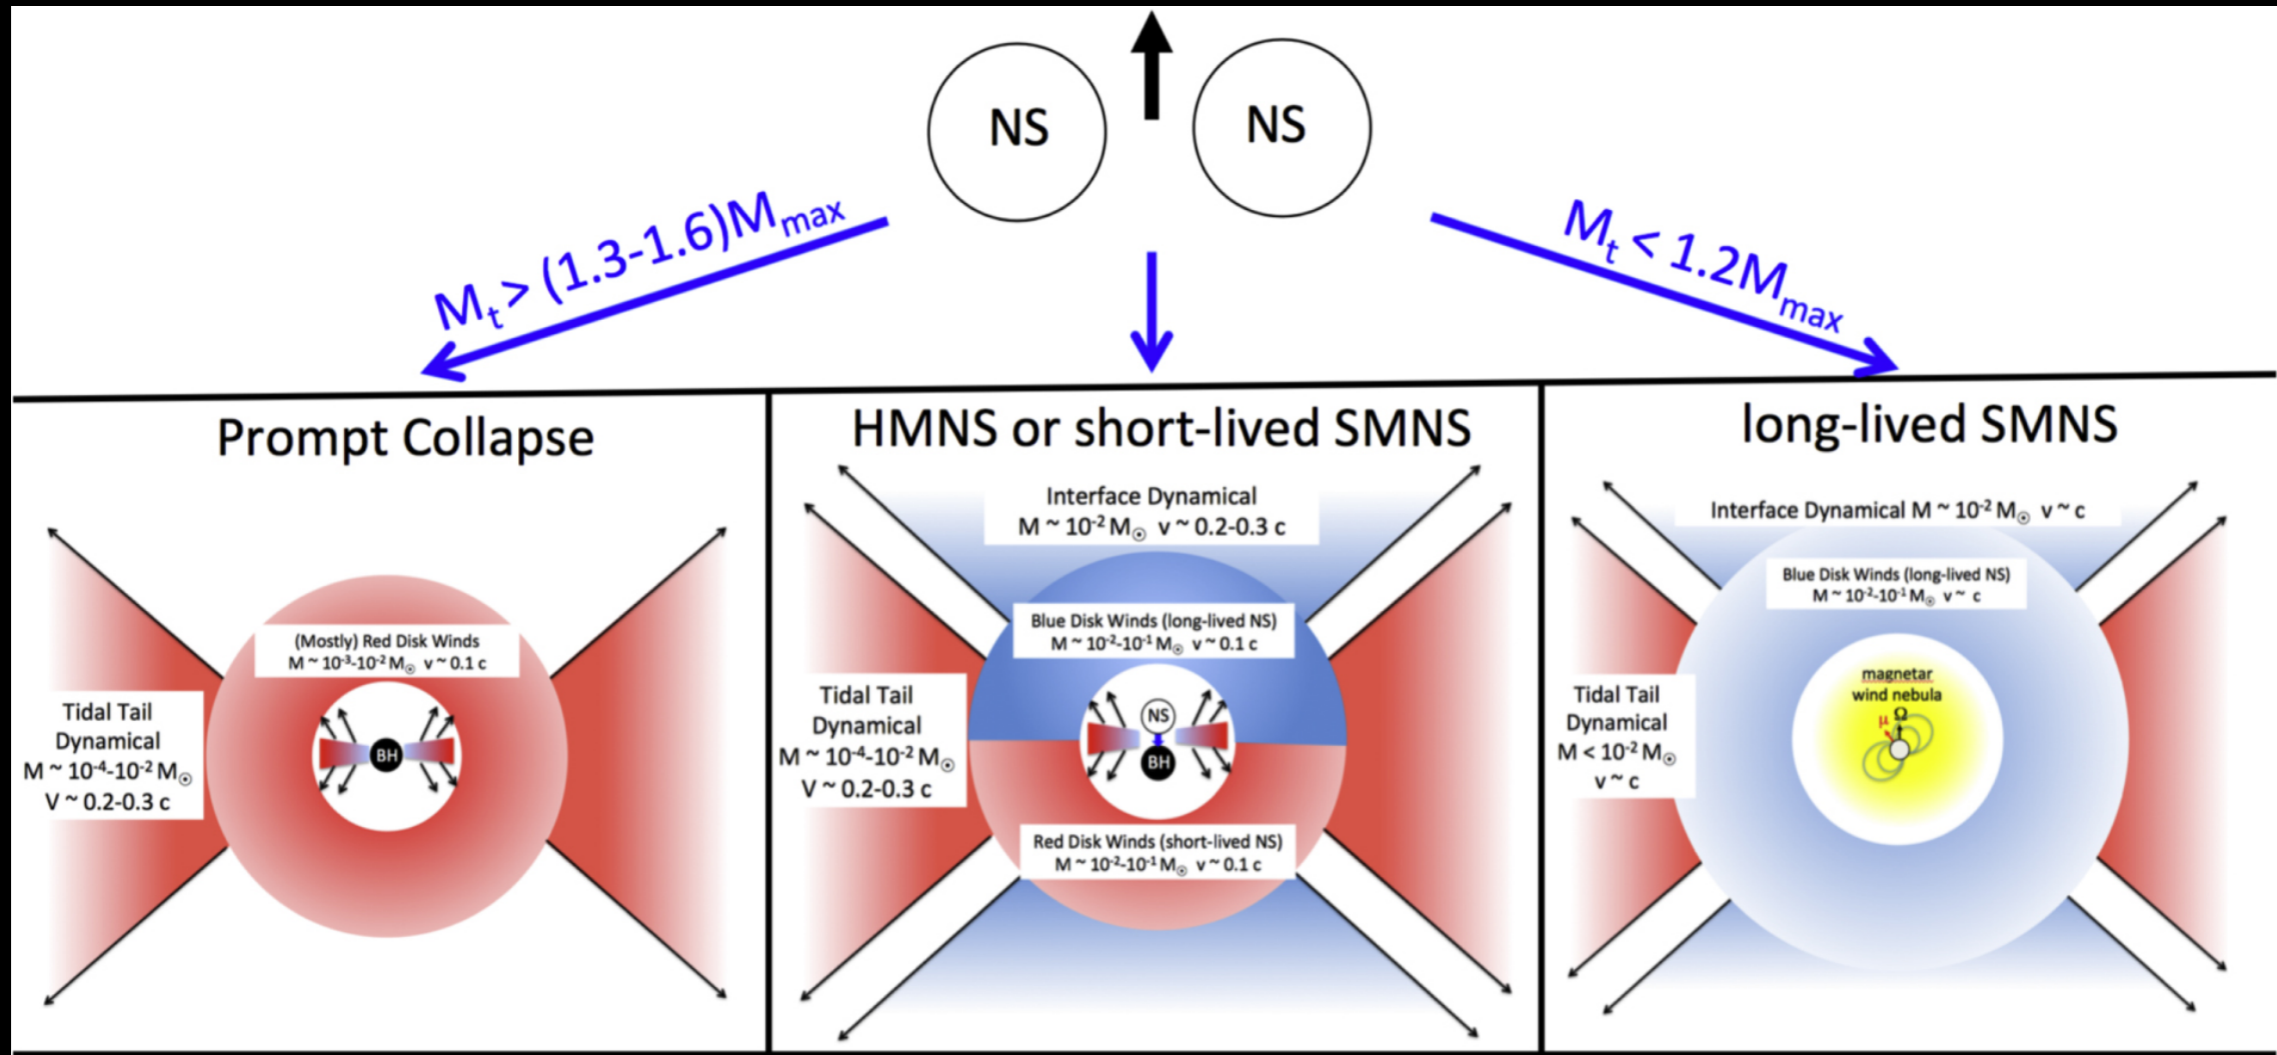 NS
NS
Mₜ > (1.3-1.6)Mₘₐₓ
Mₜ < 1.2Mₘₐₓ
Prompt Collapse
(Mostly) Red Disk Winds
M ~ 10⁻³-10⁻² M☉ v ~ 0.1 c
Tidal Tail
Dynamical
M ~ 10⁻⁴-10⁻² M☉
V ~ 0.2-0.3 c
BH
HMNS or short-lived SMNS
Interface Dynamical
M ~ 10⁻² M☉ v ~ 0.2-0.3 c
Blue Disk Winds (long-lived NS)
M ~ 10⁻²-10⁻¹ M☉ v ~ 0.1 c
Tidal Tail
Dynamical
M ~ 10⁻⁴-10⁻² M☉
V ~ 0.2-0.3 c
NS
BH
Red Disk Winds (short-lived NS)
M ~ 10⁻²-10⁻¹ M☉ v ~ 0.1 c
long-lived SMNS
Interface Dynamical M ~ 10⁻² M☉ v ~ c
Blue Disk Winds (long-lived NS)
M ~ 10⁻²-10⁻¹ M☉ v ~ c
Tidal Tail
Dynamical
M < 10⁻² M☉
v ~ c
magnetar
wind nebula
μ Ω